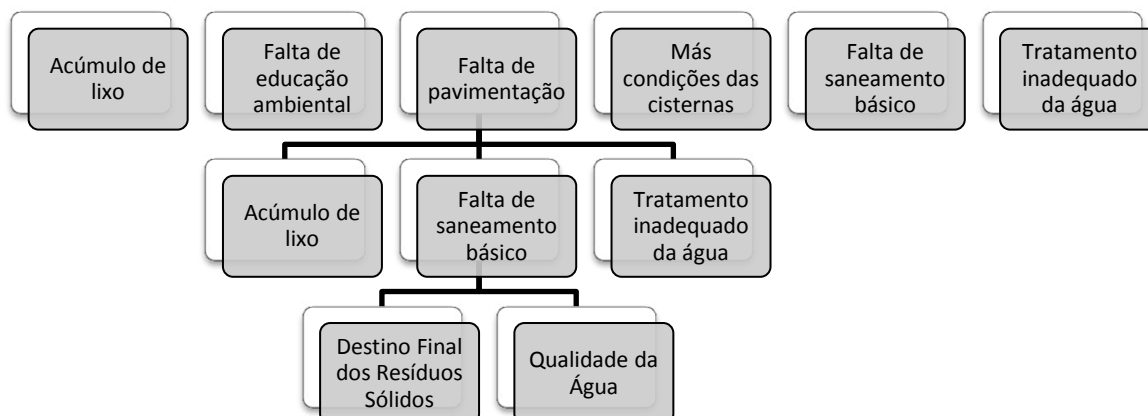 Acúmulo de
lixo
Falta de
educação
ambiental
Falta de
pavimentação
Más
condições das
cisternas
Falta de
saneamento
básico
Tratamento
inadequado
da água
Acúmulo de
lixo
Falta de
saneamento
básico
Tratamento
inadequado
da água
Destino Final
dos Resíduos
Sólidos
Qualidade da
Água